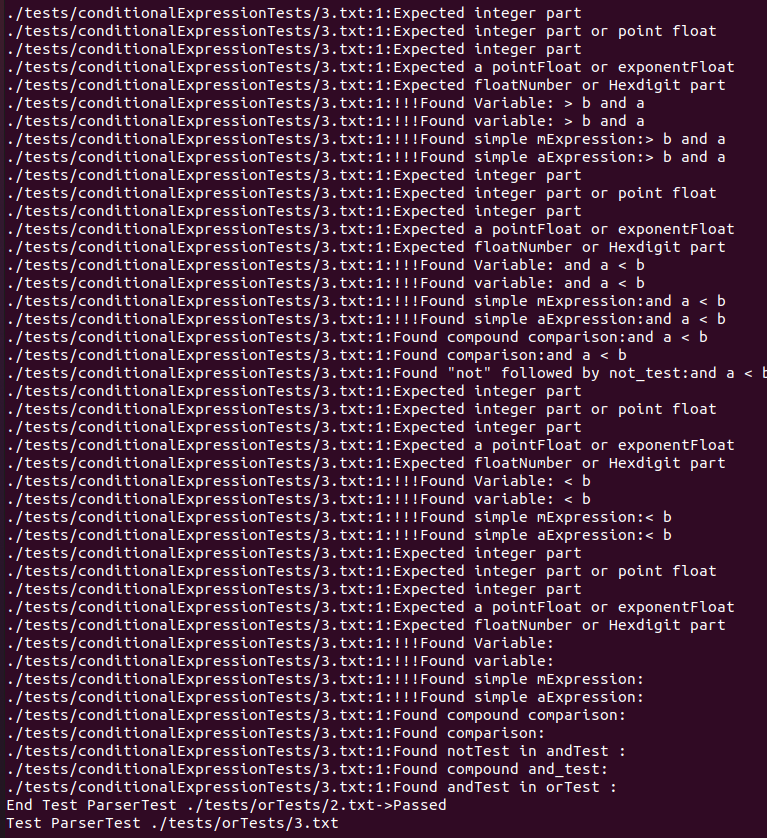 ./tests/conditionalExpressionTests/3.txt:1:Expected integer part
./tests/conditionalExpressionTests/3.txt:1:Expected integer part or point float
./tests/conditionalExpressionTests/3.txt:1:Expected integer part
./tests/conditionalExpressionTests/3.txt:1:Expected a pointFloat or exponentFloat
./tests/conditionalExpressionTests/3.txt:1:Expected floatNumber or Hexdigit part
./tests/conditionalExpressionTests/3.txt:1:!!!Found Variable: > b and a
./tests/conditionalExpressionTests/3.txt:1:!!!Found variable: > b and a
./tests/conditionalExpressionTests/3.txt:1:!!!Found simple mExpression:> b and a
./tests/conditionalExpressionTests/3.txt:1:!!!Found simple aExpression:> b and a
./tests/conditionalExpressionTests/3.txt:1:Expected integer part
./tests/conditionalExpressionTests/3.txt:1:Expected integer part or point float
./tests/conditionalExpressionTests/3.txt:1:Expected integer part
./tests/conditionalExpressionTests/3.txt:1:Expected a pointFloat or exponentFloat
./tests/conditionalExpressionTests/3.txt:1:Expected floatNumber or Hexdigit part
./tests/conditionalExpressionTests/3.txt:1:!!!Found Variable: and a < b
./tests/conditionalExpressionTests/3.txt:1:!!!Found variable: and a < b
./tests/conditionalExpressionTests/3.txt:1:!!!Found simple mExpression:and a < b
./tests/conditionalExpressionTests/3.txt:1:!!!Found simple aExpression:and a < b
./tests/conditionalExpressionTests/3.txt:1:Found compound comparison:and a < b
./tests/conditionalExpressionTests/3.txt:1:Found comparison:and a < b
./tests/conditionalExpressionTests/3.txt:1:Found "not" followed by not_test:and a < b
./tests/conditionalExpressionTests/3.txt:1:Expected integer part
./tests/conditionalExpressionTests/3.txt:1:Expected integer part or point float
./tests/conditionalExpressionTests/3.txt:1:Expected integer part
./tests/conditionalExpressionTests/3.txt:1:Expected a pointFloat or exponentFloat
./tests/conditionalExpressionTests/3.txt:1:Expected floatNumber or Hexdigit part
./tests/conditionalExpressionTests/3.txt:1:!!!Found Variable: < b
./tests/conditionalExpressionTests/3.txt:1:!!!Found variable: < b
./tests/conditionalExpressionTests/3.txt:1:!!!Found simple mExpression:< b
./tests/conditionalExpressionTests/3.txt:1:!!!Found simple aExpression:< b
./tests/conditionalExpressionTests/3.txt:1:Expected integer part
./tests/conditionalExpressionTests/3.txt:1:Expected integer part or point float
./tests/conditionalExpressionTests/3.txt:1:Expected integer part
./tests/conditionalExpressionTests/3.txt:1:Expected a pointFloat or exponentFloat
./tests/conditionalExpressionTests/3.txt:1:Expected floatNumber or Hexdigit part
./tests/conditionalExpressionTests/3.txt:1:!!!Found Variable:
./tests/conditionalExpressionTests/3.txt:1:!!!Found variable:
./tests/conditionalExpressionTests/3.txt:1:!!!Found simple mExpression:
./tests/conditionalExpressionTests/3.txt:1:!!!Found simple aExpression:
./tests/conditionalExpressionTests/3.txt:1:Found compound comparison:
./tests/conditionalExpressionTests/3.txt:1:Found comparison:
./tests/conditionalExpressionTests/3.txt:1:Found notTest in andTest :
./tests/conditionalExpressionTests/3.txt:1:Found compound and_test:
./tests/conditionalExpressionTests/3.txt:1:Found andTest in orTest :
End Test ParserTest ./tests/orTests/2.txt->Passed
Test ParserTest ./tests/orTests/3.txt